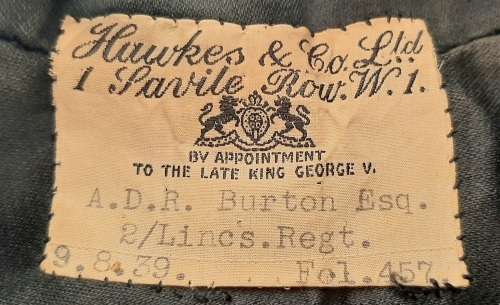 Hawkes & Co. Ltd
1 Savile Row. W. 1.
BY APPOINTMENT
TO THE LATE KING GEORGE V.
A.D.R. Burton Esq.
2/Lincs.Regt.
9.8.39. Fol.457